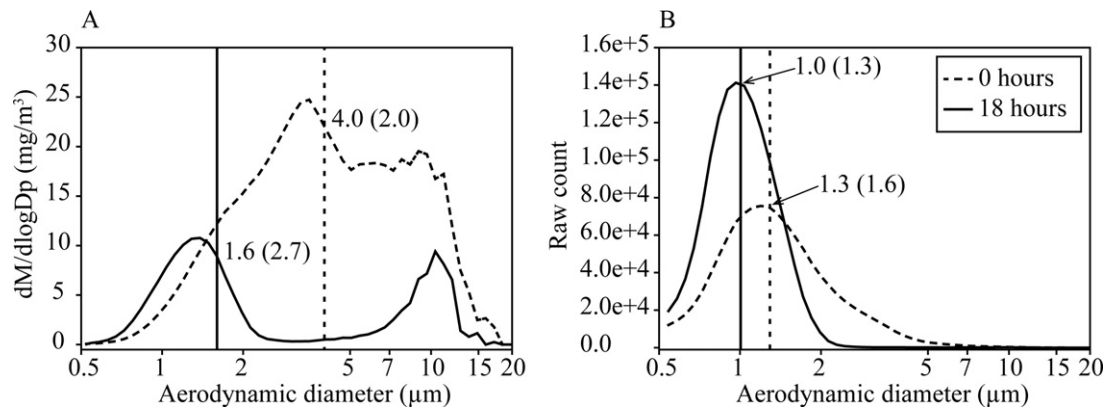 A
dM/dlogDp (mg/m³)
30
25
20
15
10
5
0
4.0 (2.0)
1.6 (2.7)
0.5 1 2 5 10 15 20
Aerodynamic diameter (µm)
B
Raw count
1.6e+5
1.4e+5
1.2e+5
1.0e+5
8.0e+4
6.0e+4
4.0e+4
2.0e+4
0.0
1.0 (1.3)
1.3 (1.6)
0 hours
18 hours
0.5 1 2 5 10 15 20
Aerodynamic diameter (µm)